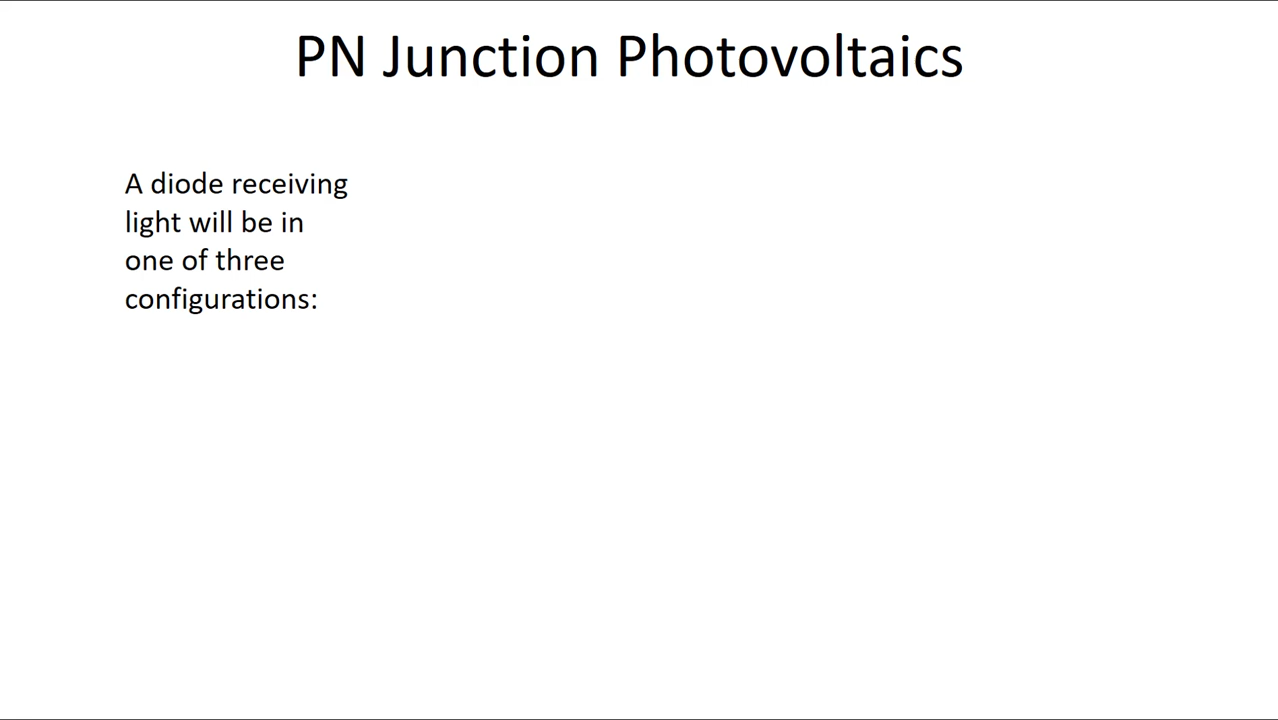 PN Junction Photovoltaics
A diode receiving
light will be in
one of three
configurations: